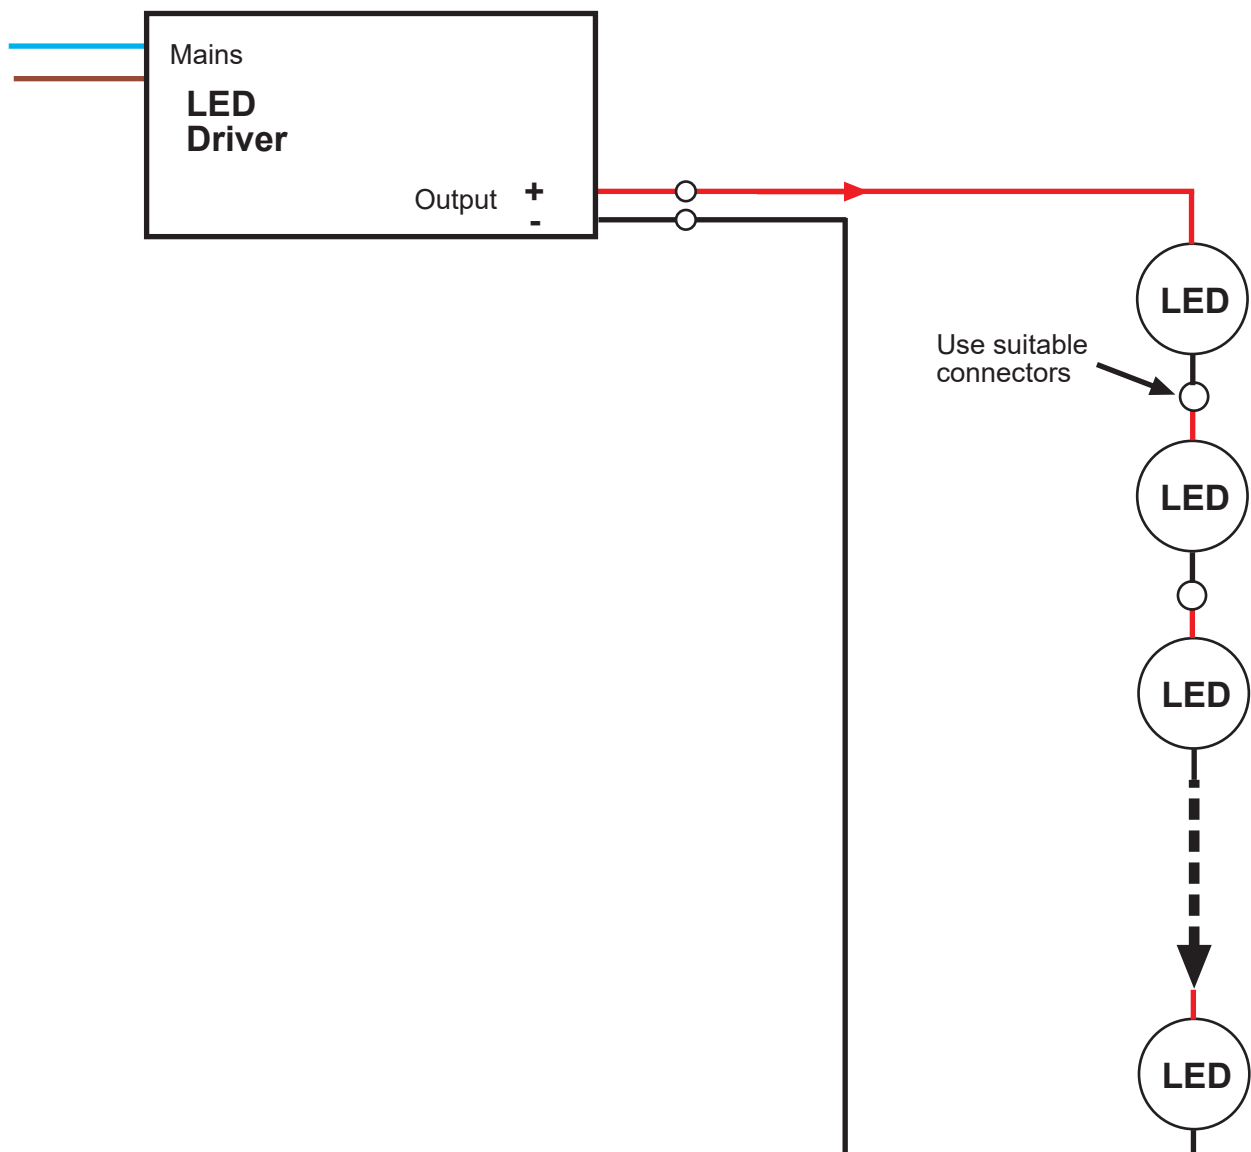 Mains
LED
Driver
Output +
-
LED
Use suitable
connectors
LED
LED
LED